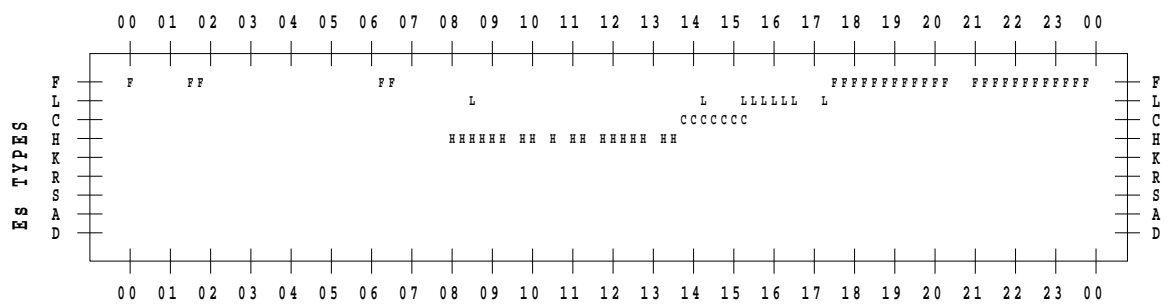 00 01 02 03 04 05 06 07 08 09 10 11 12 13 14 15 16 17 18 19 20 21 22 23 00
Es TYPES
F F FF FF FFFFFFFFFFFF FFFFFFFFFFFF F
L L L LLLLLL L L
C CCCCCCC C
H HHHHHH HH H HH HHHHH HH H
K K
R R
S S
A A
D D
00 01 02 03 04 05 06 07 08 09 10 11 12 13 14 15 16 17 18 19 20 21 22 23 00